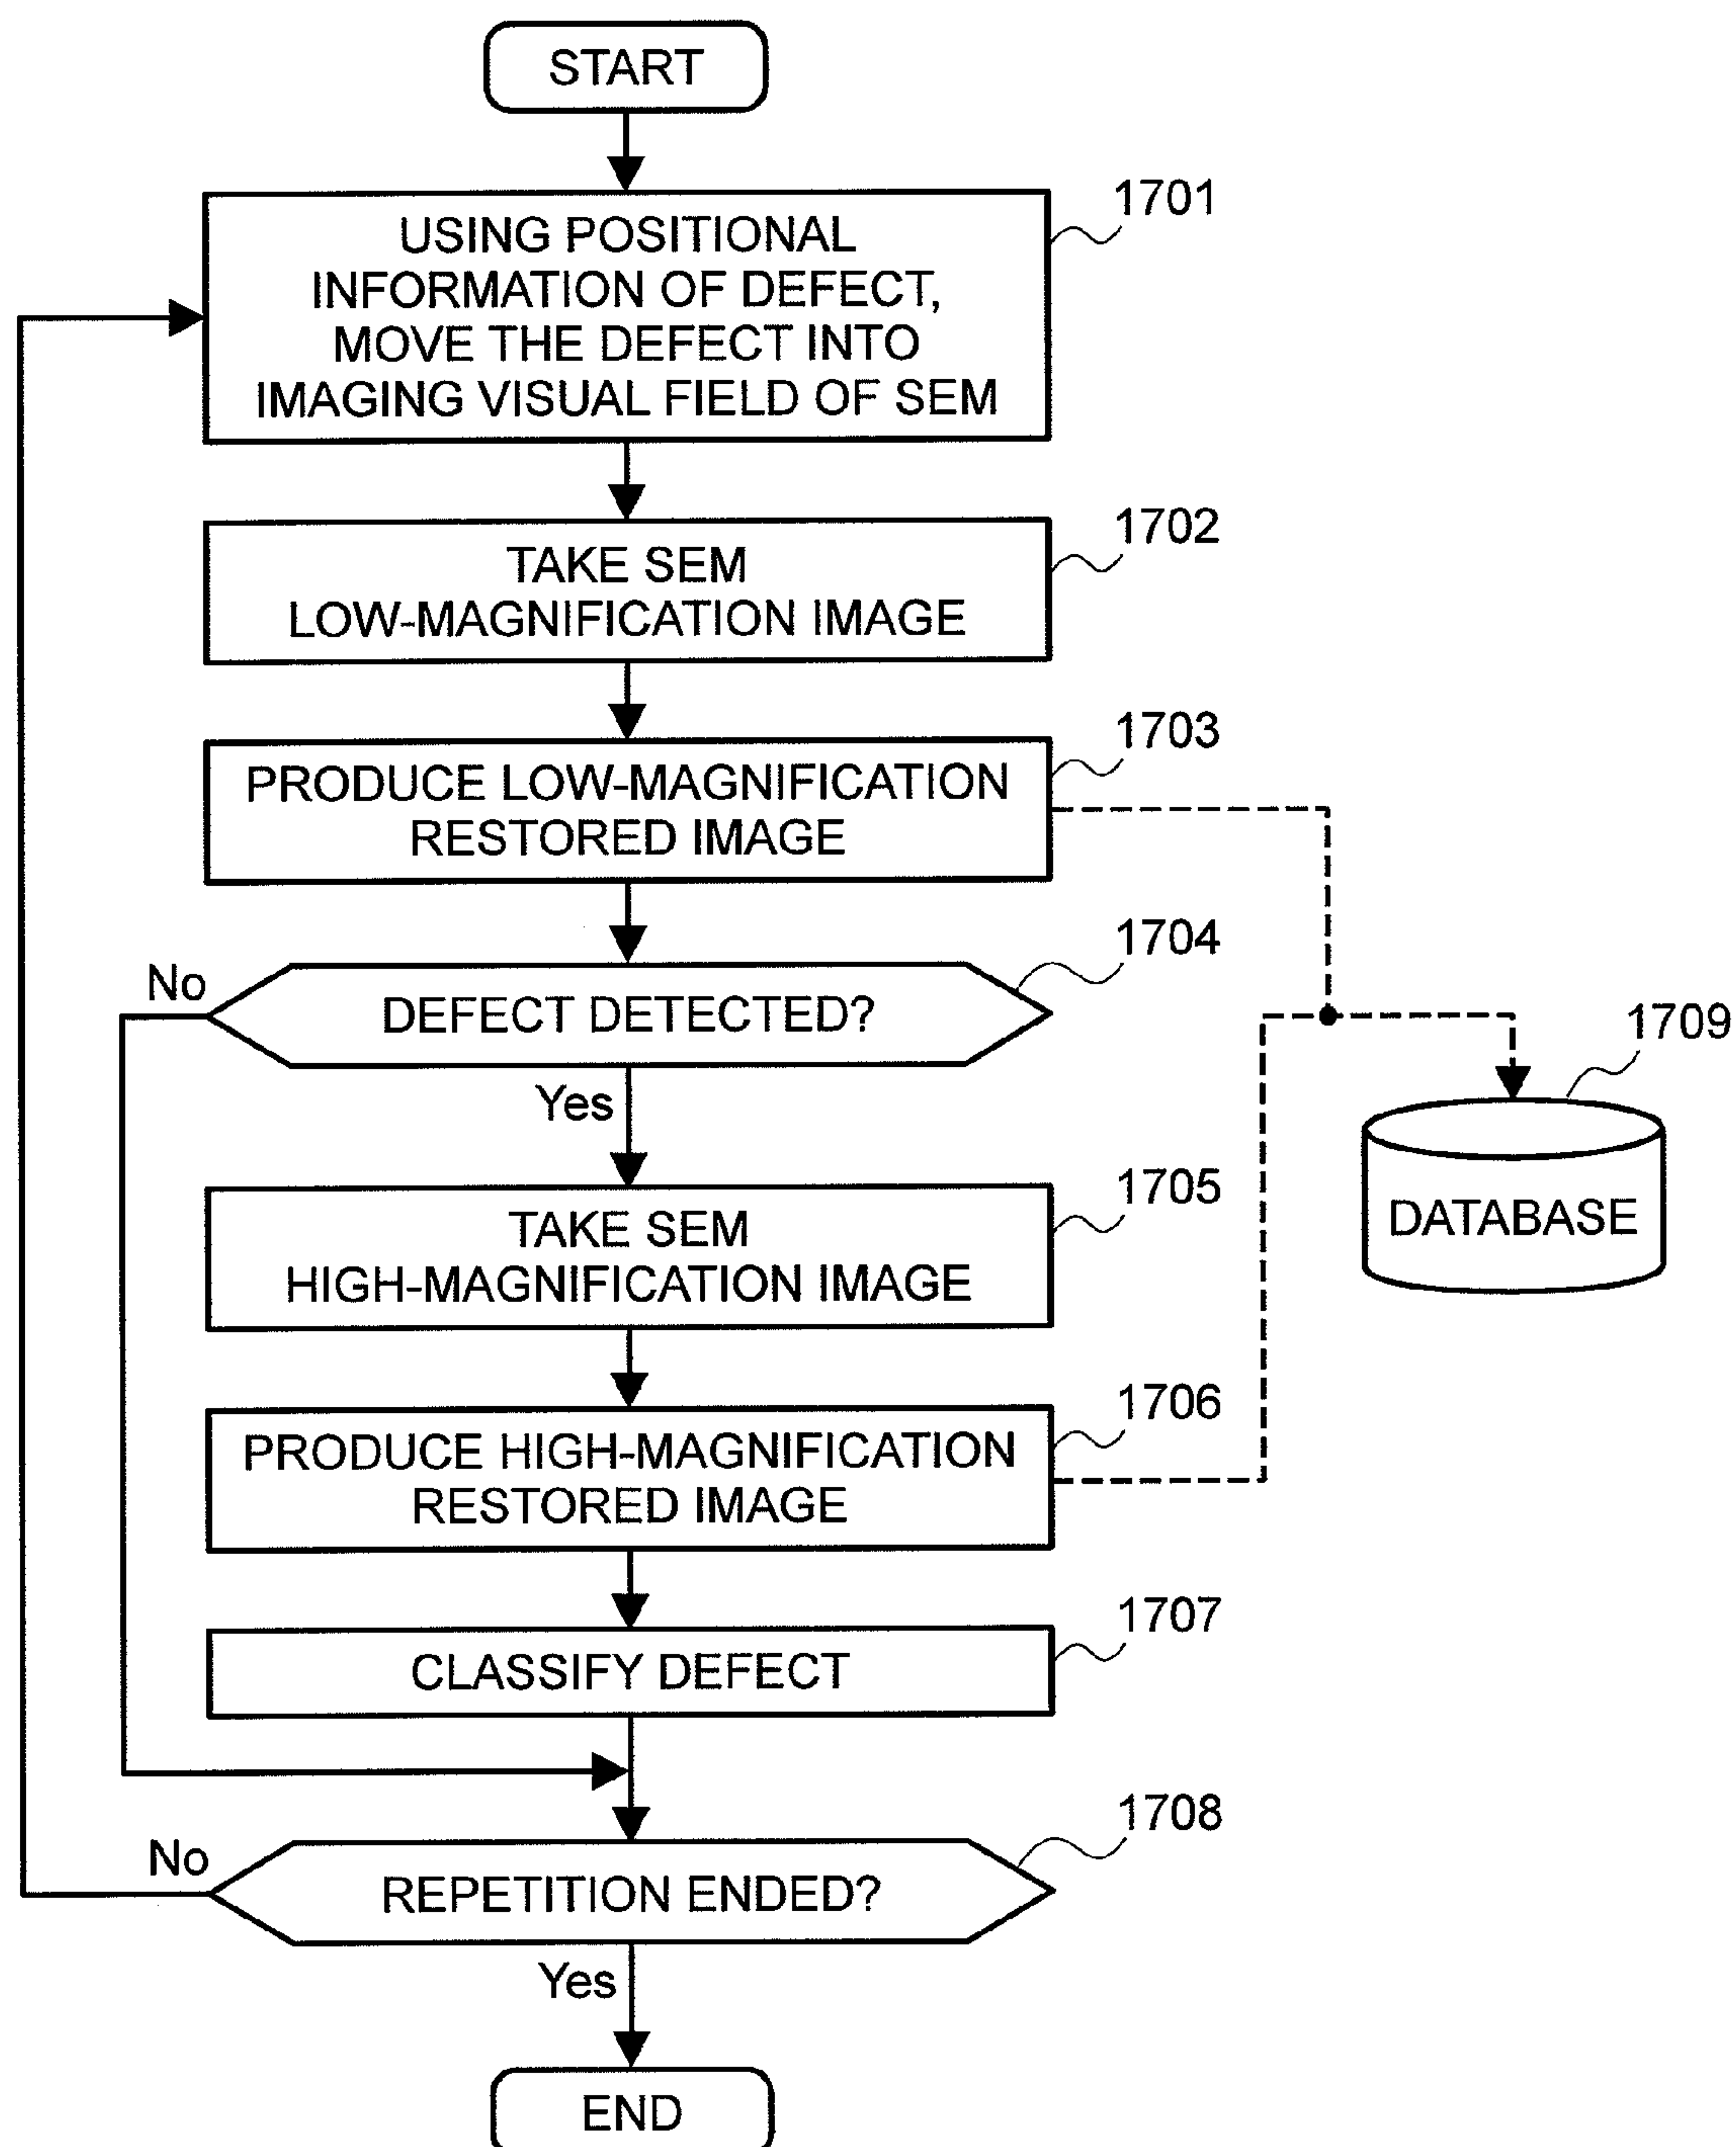 START
1701
USING POSITIONAL
INFORMATION OF DEFECT,
MOVE THE DEFECT INTO
IMAGING VISUAL FIELD OF SEM
1702
TAKE SEM
LOW-MAGNIFICATION IMAGE
1703
PRODUCE LOW-MAGNIFICATION
RESTORED IMAGE
1704
No
DEFECT DETECTED?
Yes
1709
DATABASE
1705
TAKE SEM
HIGH-MAGNIFICATION IMAGE
1706
PRODUCE HIGH-MAGNIFICATION
RESTORED IMAGE
1707
CLASSIFY DEFECT
1708
No
REPETITION ENDED?
Yes
END